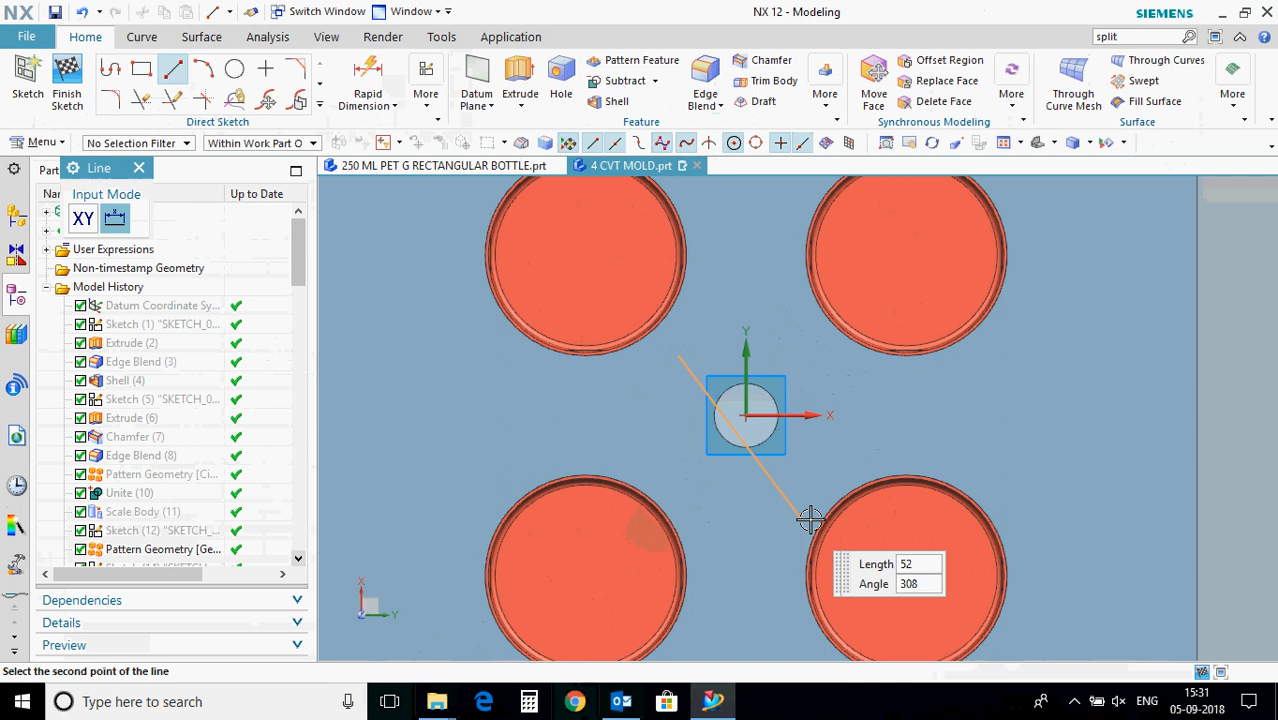 NX Switch Window Window NX 12 - Modeling SIEMENS
File Home Curve Surface Analysis View Render Tools Application split
Sketch Finish Sketch Rapid Dimension More Datum Plane Extrude Hole Pattern Feature Subtract Shell Edge Blend Chamfer Trim Body Draft More Move Face Offset Region Replace Face Delete Face More Through Curve Mesh Through Curves Swept Fill Surface More
Direct Sketch Feature Synchronous Modeling Surface
Menu No Selection Filter Within Work Part O
Part Line 250 ML PET G RECTANGULAR BOTTLE.prt 4 CVT MOLD.prt
Input Mode
Up to Date
XY
User Expressions
Non-timestamp Geometry
Model History
Datum Coordinate Sy...
Sketch (1) "SKETCH_0...
Extrude (2)
Edge Blend (3)
Shell (4)
Sketch (5) "SKETCH_0...
Extrude (6)
Chamfer (7)
Edge Blend (8)
Pattern Geometry [Ci...
Unite (10)
Scale Body (11)
Sketch (12) "SKETCH_...
Pattern Geometry [Ge...
Dependencies
Details
Preview
Y
X
X
Y
Z
Length 52
Angle 308
Select the second point of the line
Type here to search
ENG
15:31
05-09-2018